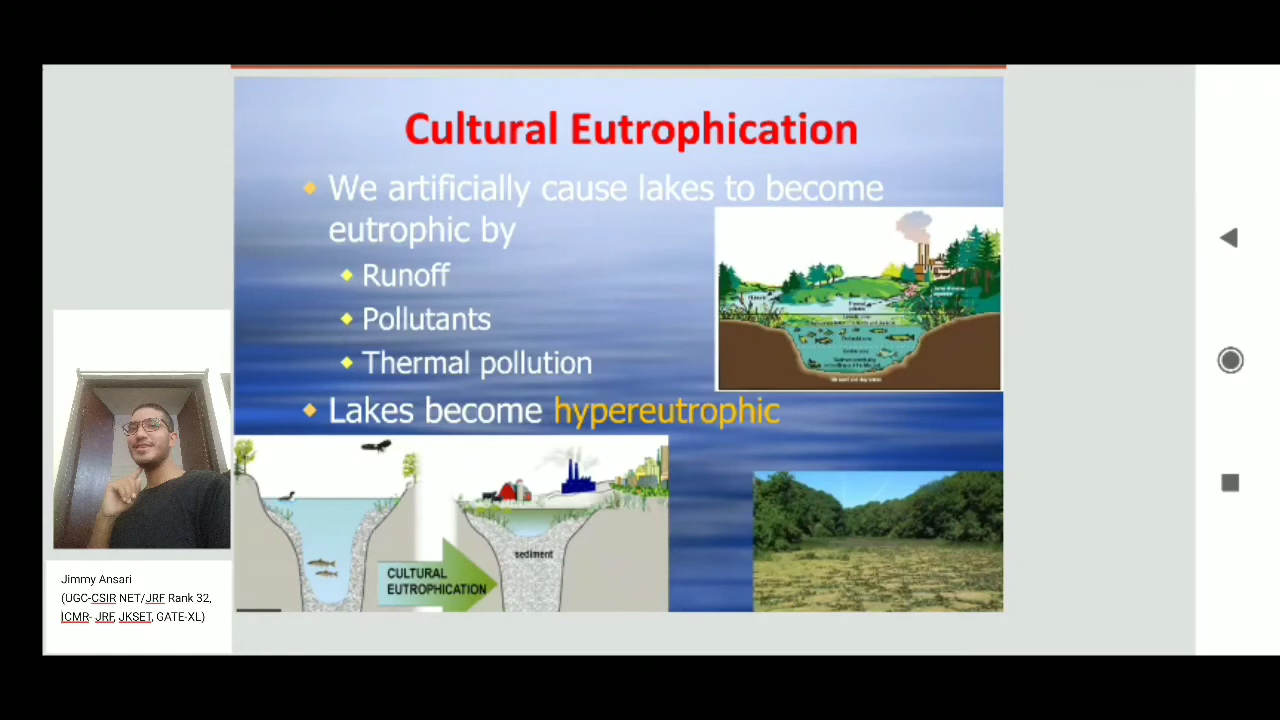 Cultural Eutrophication
We artificially cause lakes to become
eutrophic by
Runoff
Pollutants
Thermal pollution
Lakes become hypereutrophic
sediment
CULTURAL
EUTROPHICATION
Jimmy Ansari
(UGC-CSIR NET/JRF Rank 32,
ICMR- JRF, JKSET, GATE-XL)